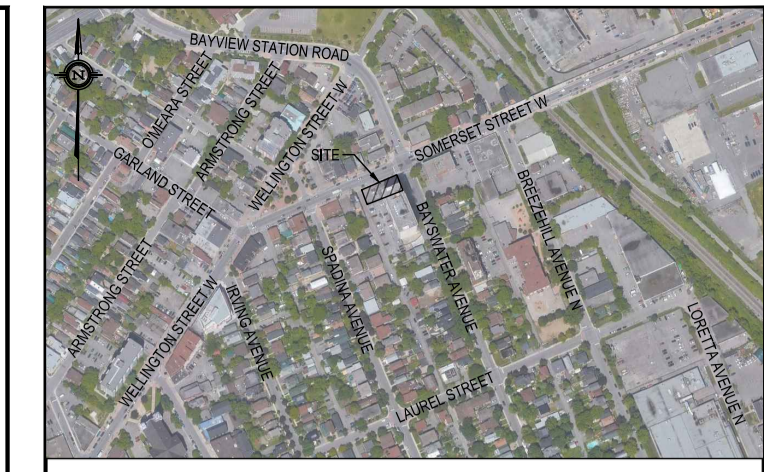 BAYVIEW STATION ROAD
N
O'MEARA STREET
ARMSTRONG STREET
WELLINGTON STREET W
SOMERSET STREET W
GARLAND STREET
SITE
BREEZEHILL AVENUE N
BAYSWATER AVENUE
SPADINA AVENUE
ARMSTRONG STREET
WELLINGTON STREET W
IRVING AVENUE
LORETTA AVENUE N
LAUREL STREET